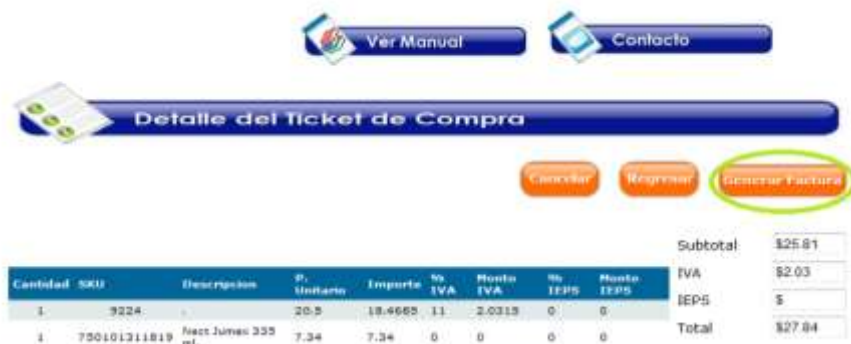 Ver Manual
Contacto
Detalle del Ticket de Compra
Cancelar
Regresar
Generar Factura
Subtotal $25.81
IVA $2.03
IEPS $
Total $27.84
Cantidad SKU Descripcion P. Unitario Importe % IVA Monto IVA % IEPS Monto IEPS
1 9224 . 20.5 18.4685 11 2.0315 0 0
1 750101311819 Nect Jumex 335 ml 7.34 7.34 0 0 0 0